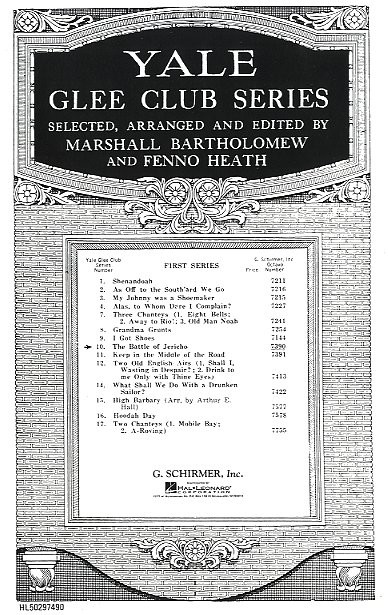 YALE
GLEE CLUB SERIES
SELECTED, ARRANGED AND EDITED BY
MARSHALL BARTHOLOMEW
AND FENNO HEATH
Yale Glee Club Series Number
FIRST SERIES
Price
G. Schirmer, Inc. Octavo Number
1. Shenandoah 7211
2. As Off to the South'ard We Go 7216
3. My Johnny was a Shoemaker 7215
4. Alas, to Whom Dare I Complain? 7227
7. Three Chanteys (1. Eight Bells;
2. Away to Rio!; 3. Old Man Noah 7241
8. Grandma Grunts 7254
9. I Got Shoes 7144
10. The Battle of Jericho 7390
11. Keep in the Middle of the Road 7391
12. Two Old English Airs (1. Shall I,
Wasting in Despair?; 2. Drink to
me Only with Thine Eyes) 7413
14. What Shall We Do With a Drunken
Sailor? 7422
15. High Barbary (Arr. by Arthur E.
Hall) 7577
16. Hoodah Day 7578
17. Two Chanteys (1. Mobile Bay;
2. A-Roving) 7755
G. SCHIRMER, Inc.
HAL•LEONARD
CORPORATION
HL50297490